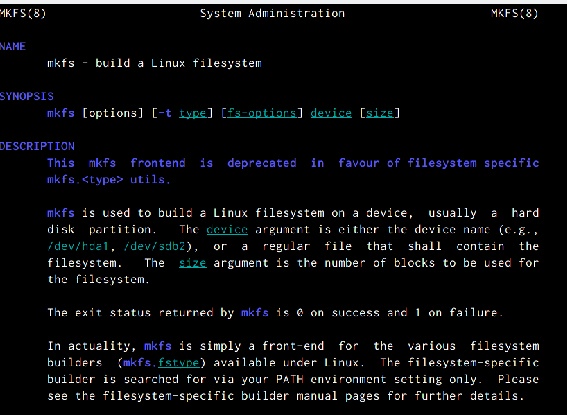 MKFS(8) System Administration MKFS(8)
NAME
mkfs - build a Linux filesystem
SYNOPSIS
mkfs [options] [-t type] [fs-options] device [size]
DESCRIPTION
This mkfs frontend is deprecated in favour of filesystem specific
mkfs.<type> utils.
mkfs is used to build a Linux filesystem on a device, usually a hard
disk partition. The device argument is either the device name (e.g.,
/dev/hda1, /dev/sdb2), or a regular file that shall contain the
filesystem. The size argument is the number of blocks to be used for
the filesystem.
The exit status returned by mkfs is 0 on success and 1 on failure.
In actuality, mkfs is simply a front-end for the various filesystem
builders (mkfs.fstype) available under Linux. The filesystem-specific
builder is searched for via your PATH environment setting only. Please
see the filesystem-specific builder manual pages for further details.